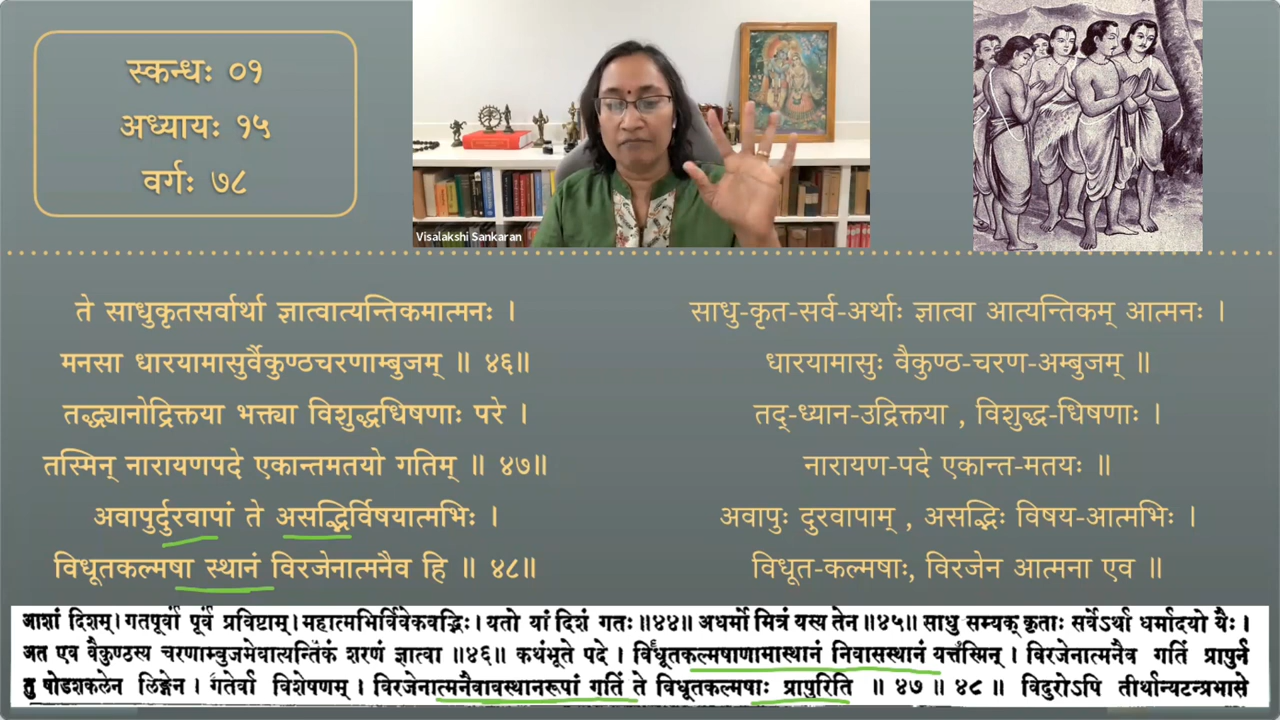 स्कन्धः ०१
अध्यायः १५
वर्गः ७८
Visalakshi Sankaran
ते साधुकृतसर्वार्था ज्ञात्वात्यन्तिकमात्मनः ।
मनसा धारयामासुर्वैकुण्ठचरणाम्बुजम् ॥ ४६॥
तद्ध्यानोद्रिक्तया भक्त्या विशुद्धधिषणाः परे ।
तस्मिन् नारायणपदे एकान्तमतयो गतिम् ॥ ४७॥
अवापुर्दुरवापां ते असद्भिर्विषयात्मभिः ।
विधूतकल्मषा स्थानं विरजेनात्मनैव हि ॥ ४८॥
साधु-कृत-सर्व-अर्थाः ज्ञात्वा आत्यन्तिकम् आत्मनः ।
धारयामासुः वैकुण्ठ-चरण-अम्बुजम् ॥
तद्-ध्यान-उद्रिक्तया , विशुद्ध-धिषणाः ।
नारायण-पदे एकान्त-मतयः ॥
अवापुः दुरवापाम् , असद्भिः विषय-आत्मभिः ।
विधूत-कल्मषाः, विरजेन आत्मना एव ॥
आशां दिशम्। गतपूर्वां पूर्वं प्रविष्टाम्। महात्मभिर्विवेकवद्भिः। यतो यां दिशं गतः॥४४॥ अधर्मो मित्रं यस्य तेन॥४५॥ साधु सम्यक् कृताः सर्वेऽर्था धर्मादयो यैः।
अत एव वैकुण्ठस्य चरणाम्बुजमेवात्यन्तिकं शरणं ज्ञात्वा ॥४६॥ कथंभूते पदे । विधूतकल्मषाणामास्थानं निवासस्थानं यत्तस्मिन् । विरजेनात्मनैव गतिं प्रापुर्न
तु षोडशकलेन लिङ्गेन । गतेर्वा विशेषणम् । विरजेनात्मनैवावस्थानरूपां गतिं ते विधूतकल्मषाः प्रापुरिति ॥ ४७ ॥ ४८ ॥ विदुरोऽपि तीर्थान्यटन्प्रभासे